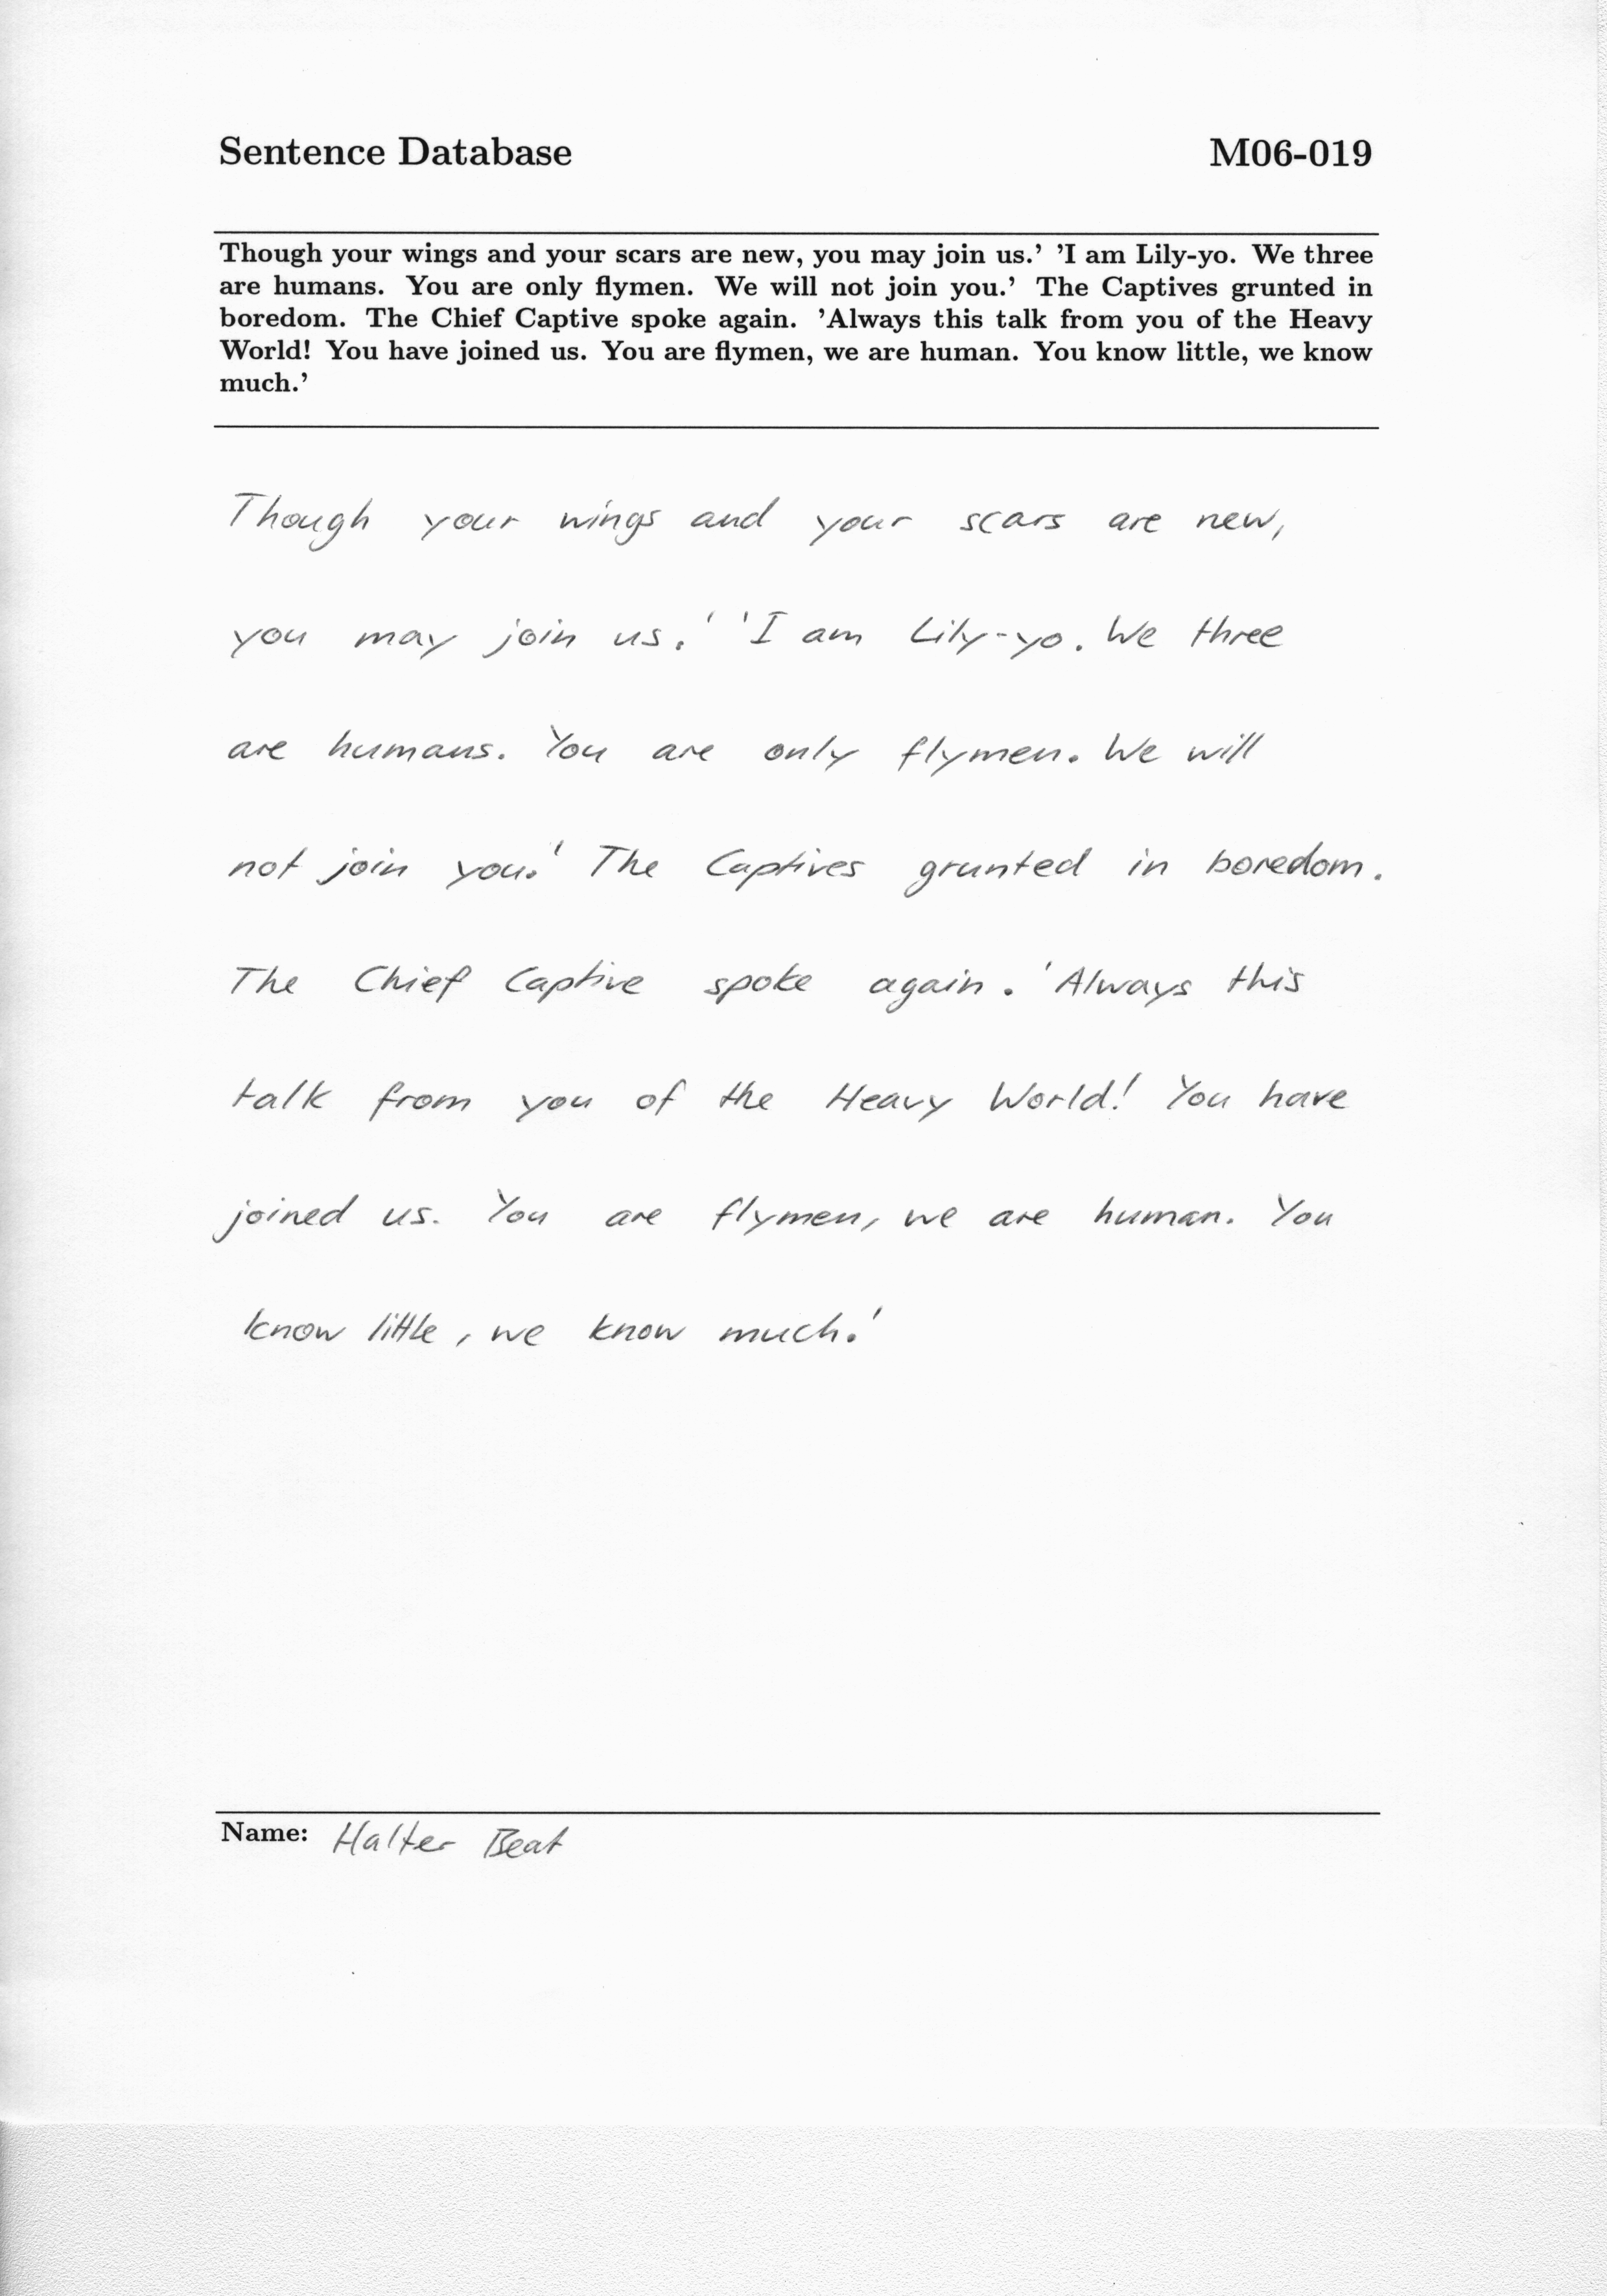 Sentence Database M06-019
Though your wings and your scars are new, you may join us.’ ’I am Lily-yo. We three
are humans. You are only flymen. We will not join you.’ The Captives grunted in
boredom. The Chief Captive spoke again. ’Always this talk from you of the Heavy
World! You have joined us. You are flymen, we are human. You know little, we know
much.’
Though your wings and your scars are new,
you may join us.' 'I am Lily-yo. We three
are humans. You are only flymen. We will
not join you.' The Captives grunted in boredom.
The Chief Captive spoke again. 'Always this
talk from you of the Heavy World! You have
joined us. You are flymen, we are human. You
know little, we know much.'
Name: Halter Beat